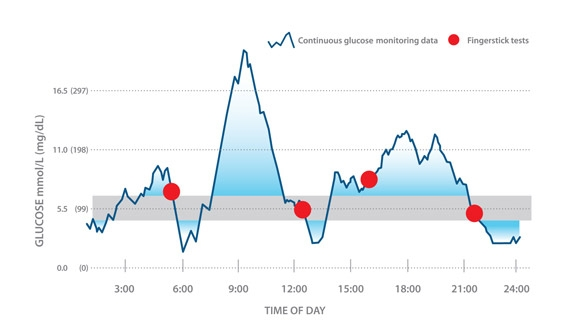 Continuous glucose monitoring data
Fingerstick tests
GLUCOSE mmol/L (mg/dL)
16.5 (297)
11.0 (198)
5.5 (99)
0.0 (0)
3:00 6:00 9:00 12:00 15:00 18:00 21:00 24:00
TIME OF DAY